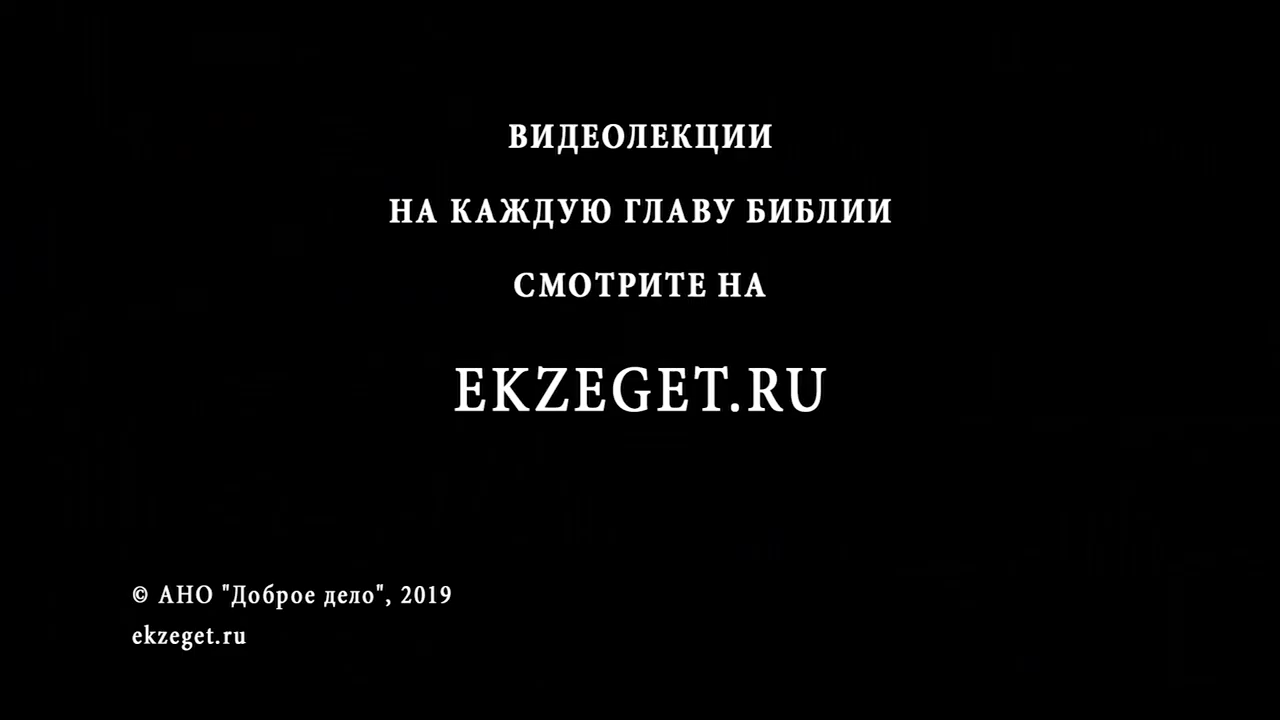 ВИДЕОЛЕКЦИИ
НА КАЖДУЮ ГЛАВУ БИБЛИИ
СМОТРИТЕ НА
EKZEGET.RU
© АНО "Доброе дело", 2019
ekzeget.ru